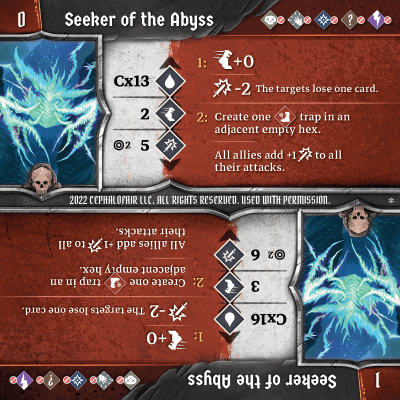 0
Seeker of the Abyss
Cx13
2
2 5
1: +0
-2 The targets lose one card.
2: Create one trap in an
adjacent empty hex.
All allies add +1 to all
their attacks.
2022 CEPHALOFAIR LLC. ALL RIGHTS RESERVED. USED WITH PERMISSION.
*
1
Seeker of the Abyss
Cx16
3
2 6
1: +0
-2 The targets lose one card.
2: Create one trap in an
adjacent empty hex.
All allies add +1 to all
their attacks.